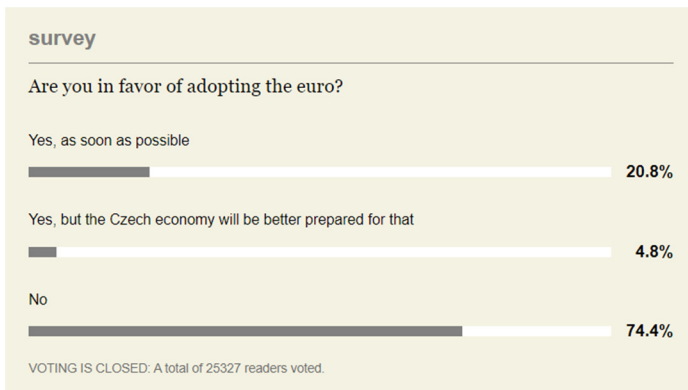 survey
Are you in favor of adopting the euro?
Yes, as soon as possible
20.8%
Yes, but the Czech economy will be better prepared for that
4.8%
No
74.4%
VOTING IS CLOSED: A total of 25327 readers voted.